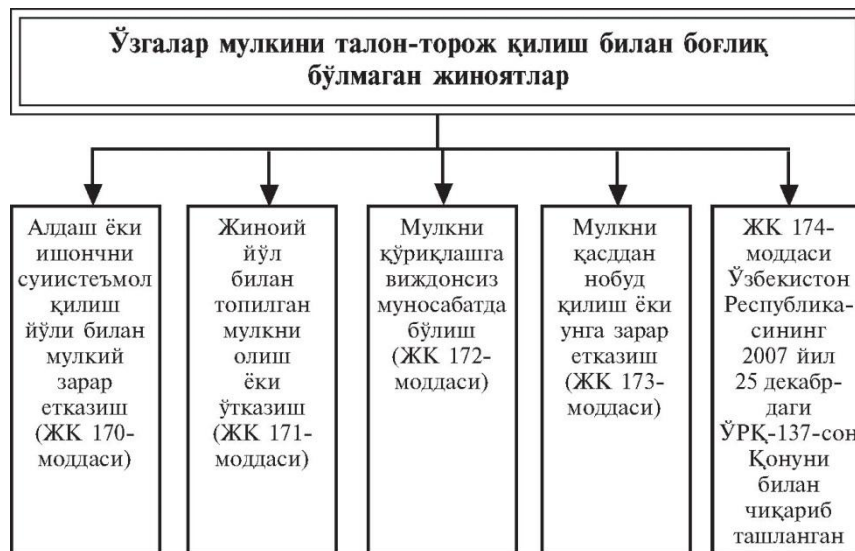 Ўзгалар мулкини талон-торож қилиш билан боғлиқ
бўлмаган жиноятлар
Алдаш ёки
ишончни
суиистеъмол
қилиш
йўли билан
мулкий
зарар
етказиш
(ЖК 170-
моддаси)
Жиноий
йўл
билан
топилган
мулкни
олиш
ёки
ўтказиш
(ЖК 171-
моддаси)
Мулкни
қўриқлашга
виждонсиз
муносабатда
бўлиш
(ЖК 172-
моддаси)
Мулкни
қасддан
нобуд
қилиш ёки
унга зарар
етказиш
(ЖК 173-
моддаси)
ЖК 174-
моддаси
Ўзбекистон
Республика-
сининг
2007 йил
25 декабр-
даги
ЎРҚ-137-сон
Қонуни
билан
чиқариб
ташланган